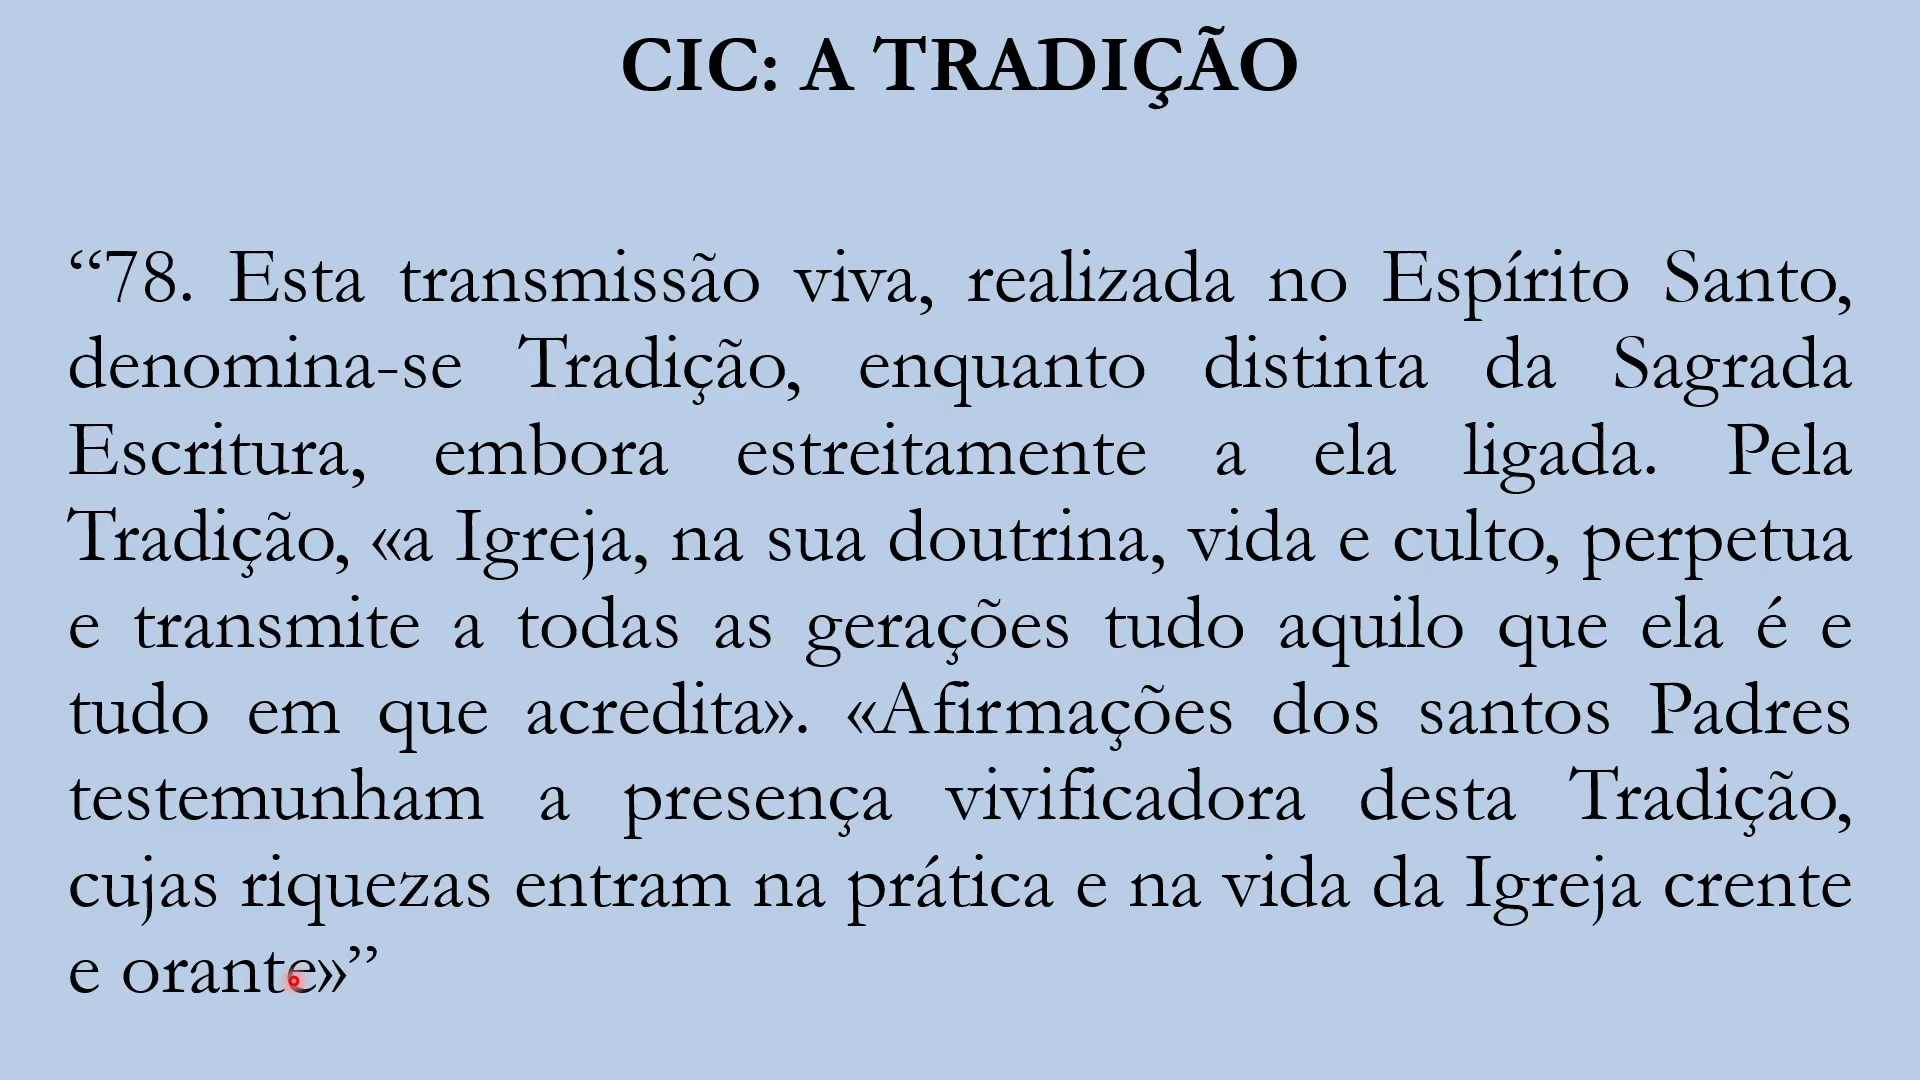 CIC: A TRADIÇÃO
“78. Esta transmissão viva, realizada no Espírito Santo,
denomina-se Tradição, enquanto distinta da Sagrada
Escritura, embora estreitamente a ela ligada. Pela
Tradição, «a Igreja, na sua doutrina, vida e culto, perpetua
e transmite a todas as gerações tudo aquilo que ela é e
tudo em que acredita». «Afirmações dos santos Padres
testemunham a presença vivificadora desta Tradição,
cujas riquezas entram na prática e na vida da Igreja crente
e orante»”